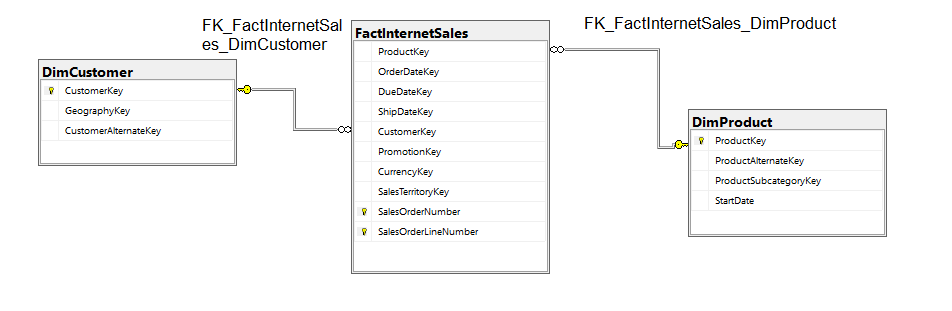 FK_FactInternetSal
es_DimCustomer
FK_FactInternetSales_DimProduct
DimCustomer
CustomerKey
GeographyKey
CustomerAlternateKey
FactInternetSales
ProductKey
OrderDateKey
DueDateKey
ShipDateKey
CustomerKey
PromotionKey
CurrencyKey
SalesTerritoryKey
SalesOrderNumber
SalesOrderLineNumber
DimProduct
ProductKey
ProductAlternateKey
ProductSubcategoryKey
StartDate